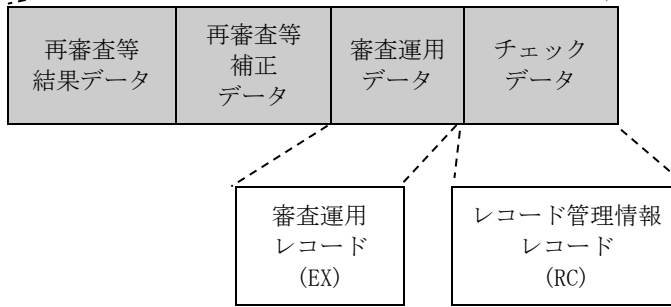 再審査等
結果データ
再審査等
補正
データ
審査運用
データ
チェック
データ
審査運用
レコード
(EX)
レコード管理情報
レコード
(RC)